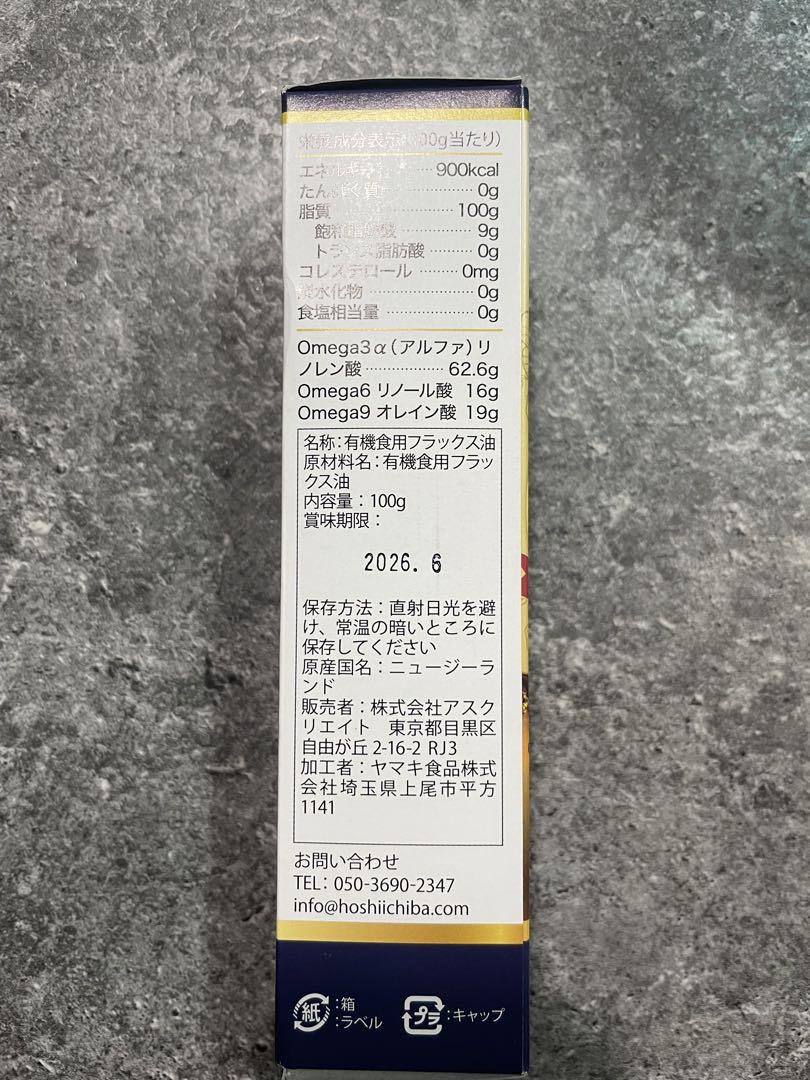 栄養成分表示(100g当たり)
エネルギー ……900kcal
たんぱく質 …………0g
脂質 ……………100g
飽和脂肪酸 …………9g
トランス脂肪酸 ………0g
コレステロール ………0mg
炭水化物 ……………0g
食塩相当量 ……………0g
Omega3α(アルファ)リ
ノレン酸 ……………62.6g
Omega6 リノール酸 16g
Omega9 オレイン酸 19g
名称:有機食用フラックス油
原材料名:有機食用フラッ
クス油
内容量:100g
賞味期限:
2026. 6
保存方法:直射日光を避
け、常温の暗いところに
保存してください
原産国名:ニュージーラ
ンド
販売者:株式会社アスク
リエイト 東京都目黒区
自由が丘 2-16-2 RJ3
加工者:ヤマキ食品株式
会社埼玉県上尾市平方
1141
お問い合わせ
TEL: 050-3690-2347
info@hoshiichiba.com
紙 :箱
:ラベル
プラ :キャップ